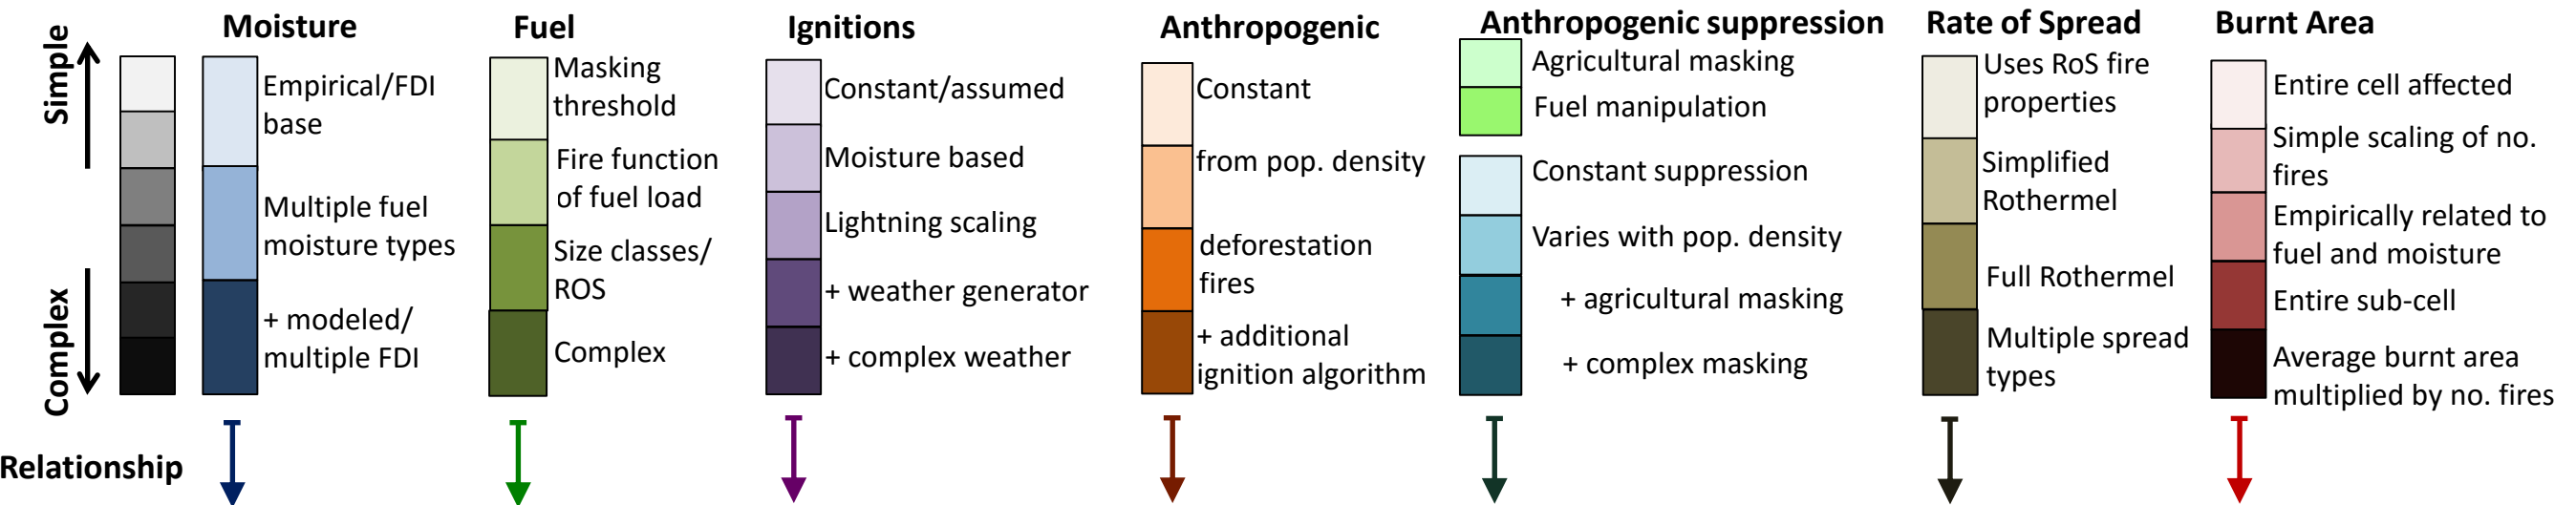 Simple
Complex
Relationship
Moisture
Empirical/FDI
base
Multiple fuel
moisture types
+ modeled/
multiple FDI
Fuel
Masking
threshold
Fire function
of fuel load
Size classes/
ROS
Complex
Ignitions
Constant/assumed
Moisture based
Lightning scaling
+ weather generator
+ complex weather
Anthropogenic
Constant
from pop. density
deforestation
fires
+ additional
ignition algorithm
Anthropogenic suppression
Agricultural masking
Fuel manipulation
Constant suppression
Varies with pop. density
+ agricultural masking
+ complex masking
Rate of Spread
Uses RoS fire
properties
Simplified
Rothermel
Full Rothermel
Multiple spread
types
Burnt Area
Entire cell affected
Simple scaling of no.
fires
Empirically related to
fuel and moisture
Entire sub-cell
Average burnt area
multiplied by no. fires